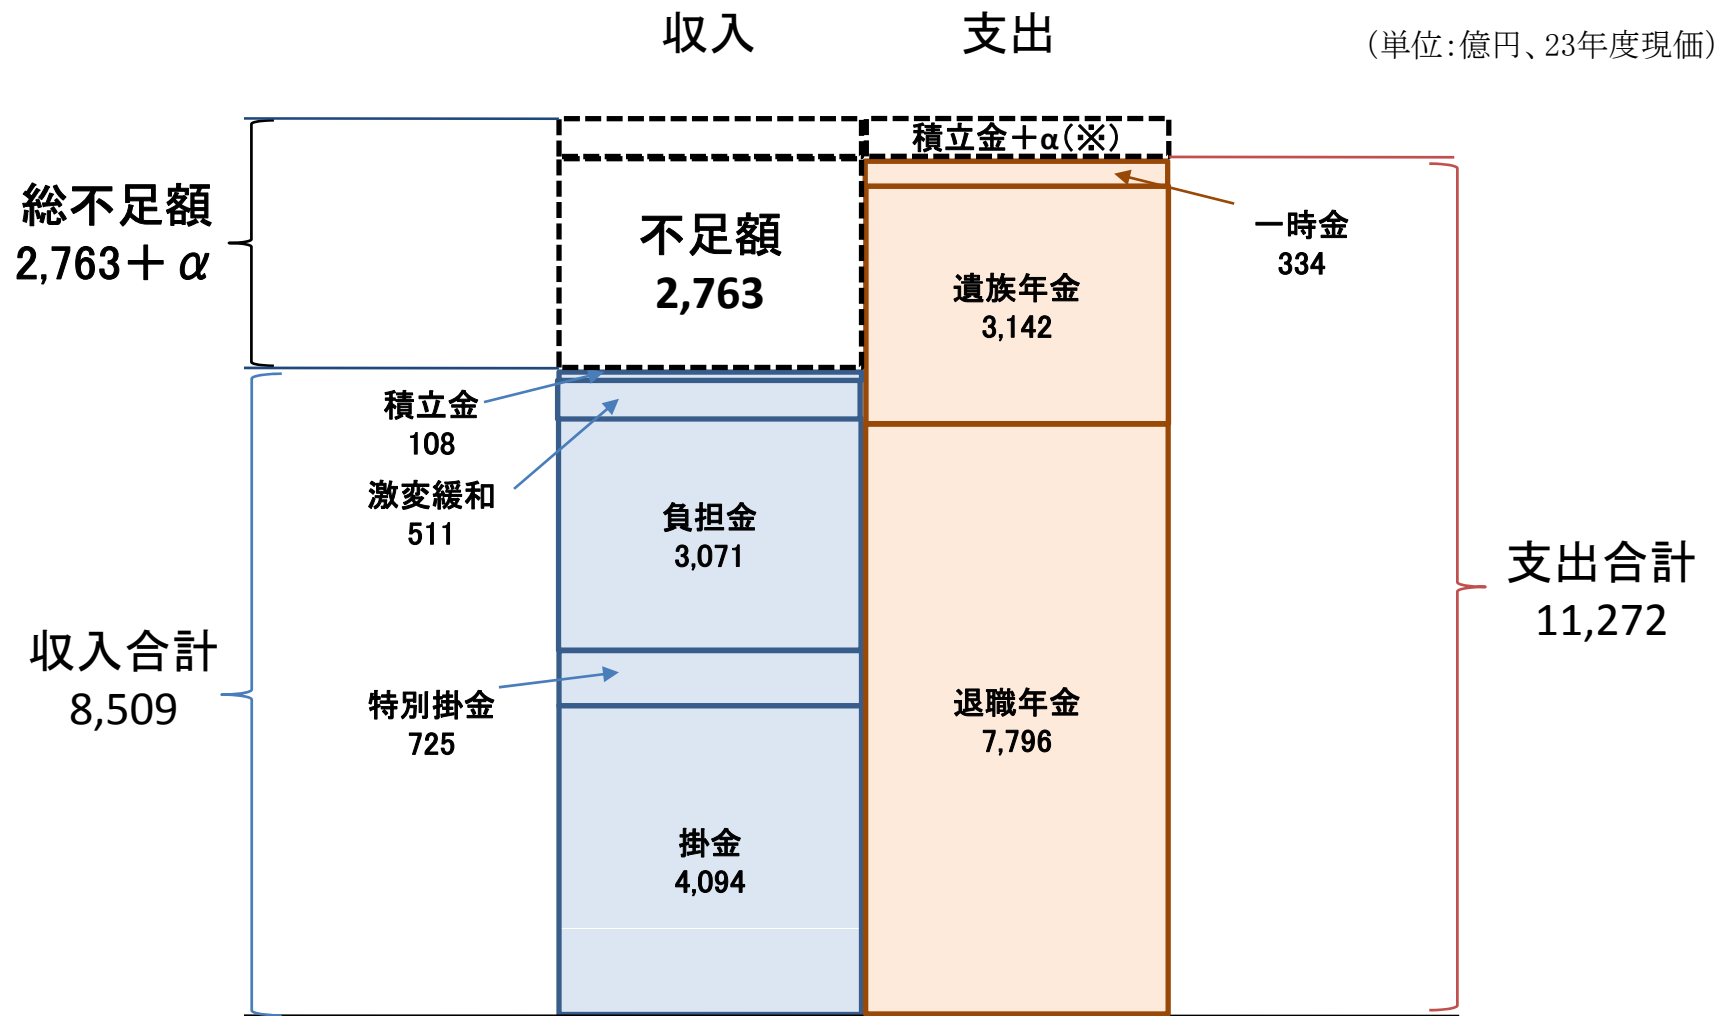 収入
支出
（単位：億円、23年度現価）
積立金＋α（※）
総不足額
2,763＋α
不足額
2,763
一時金
334
遺族年金
3,142
積立金
108
激変緩和
511
負担金
3,071
支出合計
11,272
収入合計
8,509
特別掛金
725
退職年金
7,796
掛金
4,094